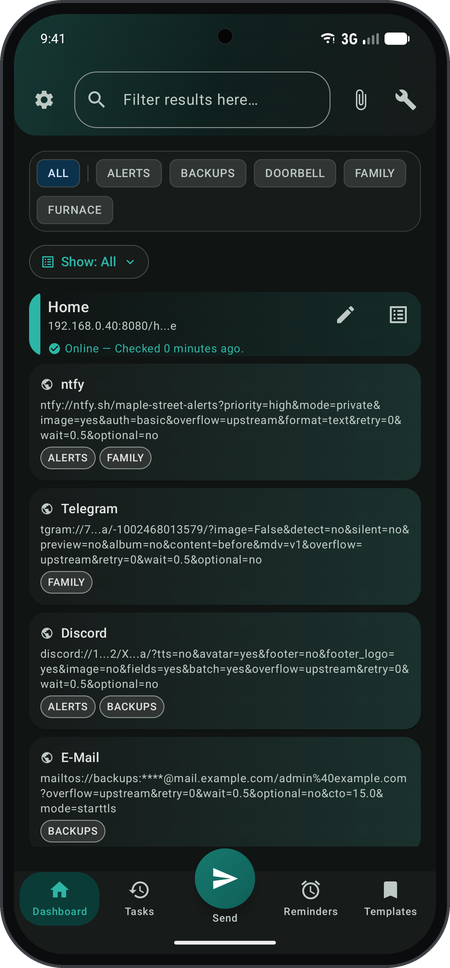 9:41
3G
Filter results here…
ALL
ALERTS
BACKUPS
DOORBELL
FAMILY
FURNACE
Show: All
Home
192.168.0.40:8080/h...e
Online — Checked 0 minutes ago.
ntfy
ntfy://ntfy.sh/maple-street-alerts?priority=high&mode=private&
image=yes&auth=basic&overflow=upstream&format=text&retry=0&
wait=0.5&optional=no
ALERTS
FAMILY
Telegram
tgram://7...a/-1002468013579/?image=False&detect=no&silent=no&
preview=no&album=no&content=before&mdv=v1&overflow=
upstream&retry=0&wait=0.5&optional=no
FAMILY
Discord
discord://1...2/X...a/?tts=no&avatar=yes&footer=no&footer_logo=
yes&image=no&fields=yes&batch=yes&overflow=upstream&retry=0&
wait=0.5&optional=no
ALERTS
BACKUPS
E-Mail
mailtos://backups:****@mail.example.com/admin%40example.com
?overflow=upstream&retry=0&wait=0.5&optional=no&cto=15.0&
mode=starttls
BACKUPS
Dashboard
Tasks
Send
Reminders
Templates